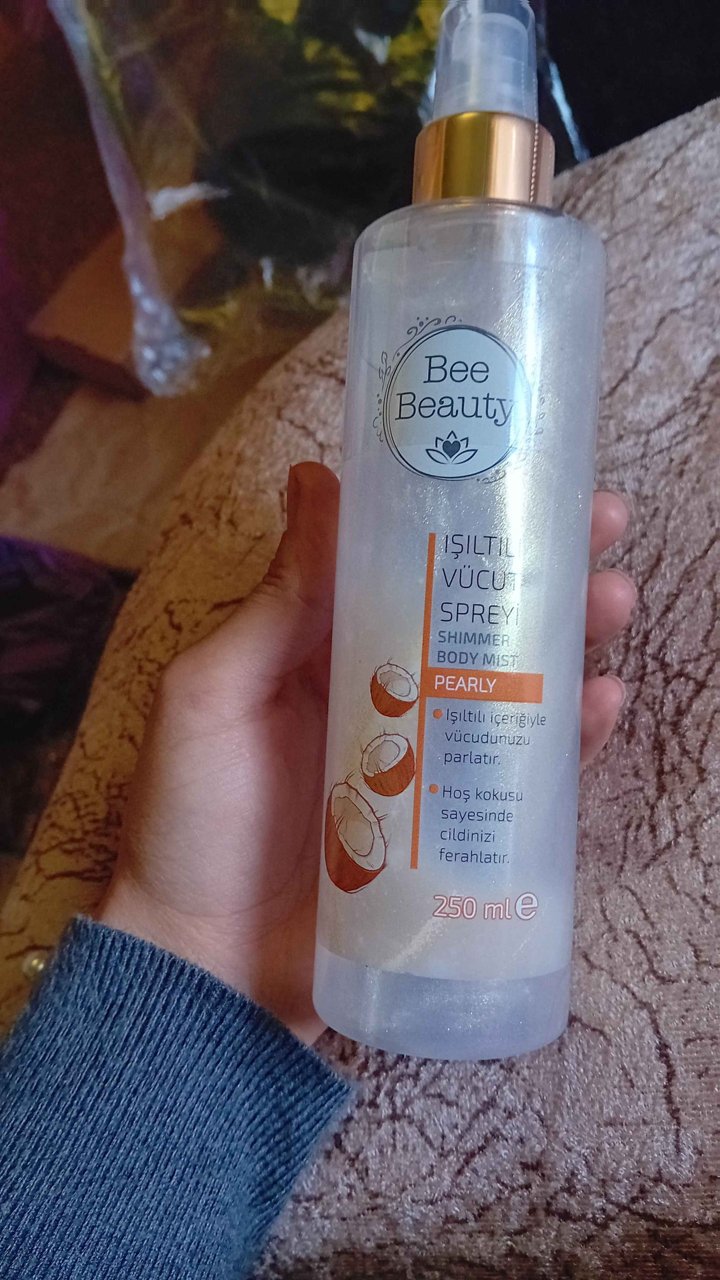 Bee
Beauty
IŞILTIL
VÜCUT
SPREYİ
SHIMMER
BODY MIST
PEARLY
Işıltılı içeriğiyle
vücudunuzu
parlatır.
Hoş kokusu
sayesinde
cildinizi
ferahlatır.
250 ml e